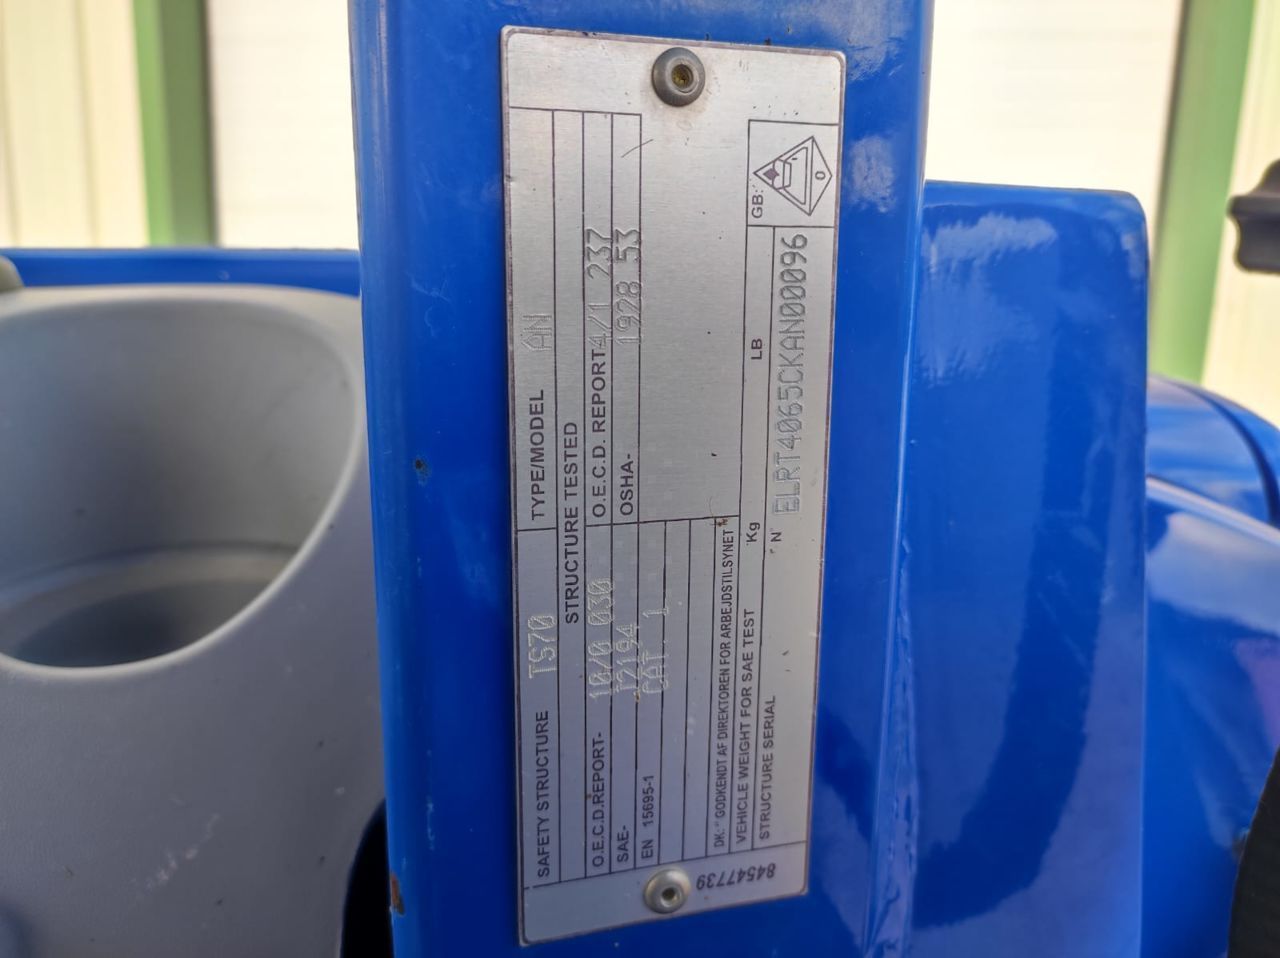 SAFETY STRUCTURE TS70 TYPE/MODEL AN
STRUCTURE TESTED
O.E.C.D.REPORT- 10/0 030 O.E.C.D. REPORT 4/1 237
SAE- J2194 OSHA- 1928 53
EN 15695-1 CAT. 1
DK:" GODKENDT AF DIREKTOREN FOR ARBEJDSTILSYNET "
VEHICLE WEIGHT FOR SAE TEST Kg LB
GB: 0
STRUCTURE SERIAL N° ELRT4065CKAN00096
84547739